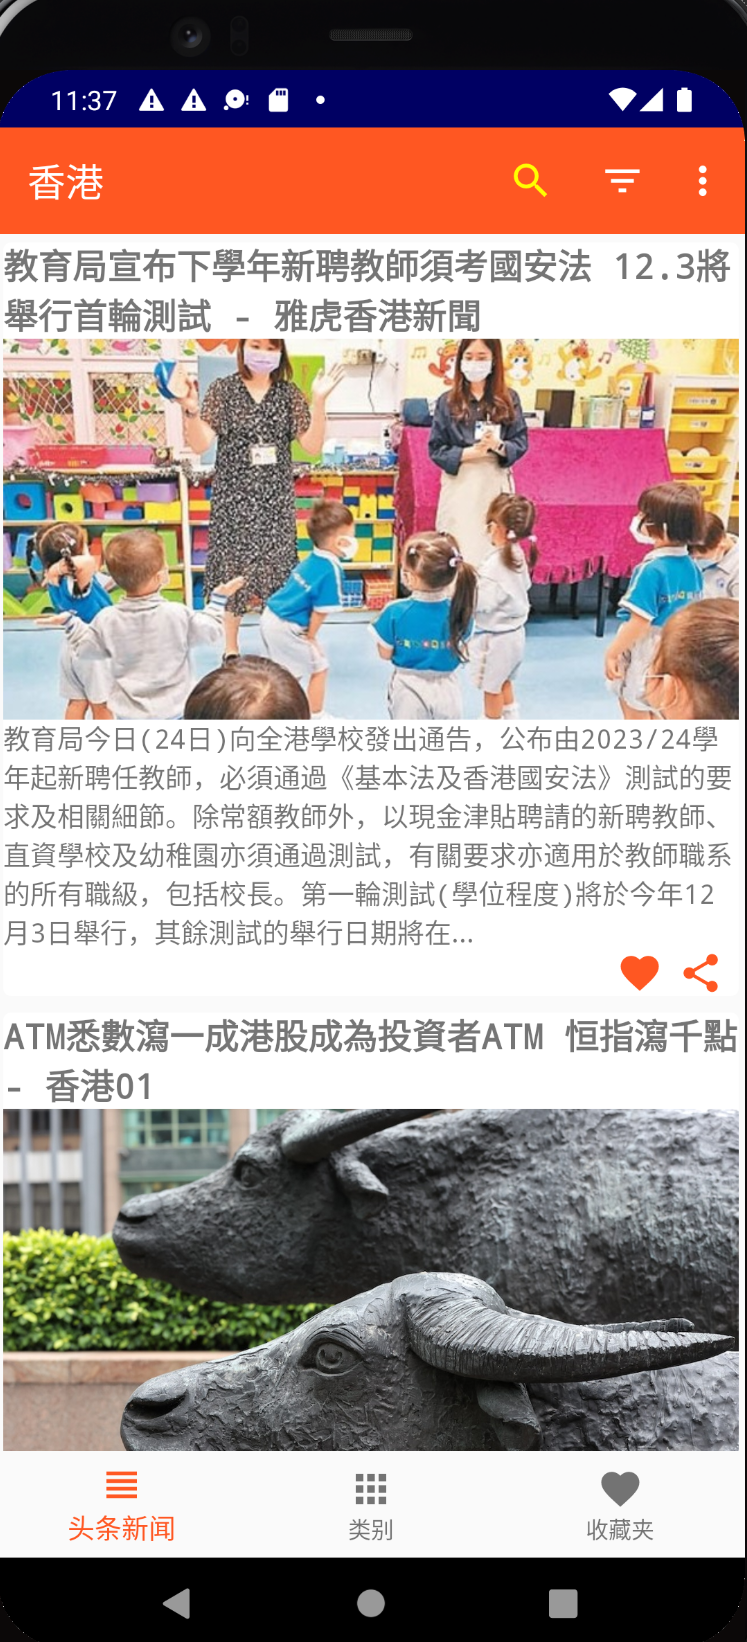 11:37
香港
教育局宣布下學年新聘教師須考國安法 12.3將
舉行首輪測試 - 雅虎香港新聞
教育局今日(24日)向全港學校發出通告，公布由2023/24學
年起新聘任教師，必須通過《基本法及香港國安法》測試的要
求及相關細節。除常額教師外，以現金津貼聘請的新聘教師、
直資學校及幼稚園亦須通過測試，有關要求亦適用於教師職系
的所有職級，包括校長。第一輪測試(學位程度)將於今年12
月3日舉行，其餘測試的舉行日期將在…
ATM悉數瀉一成港股成為投資者ATM 恒指瀉千點
- 香港01
头条新闻
类别
收藏夹